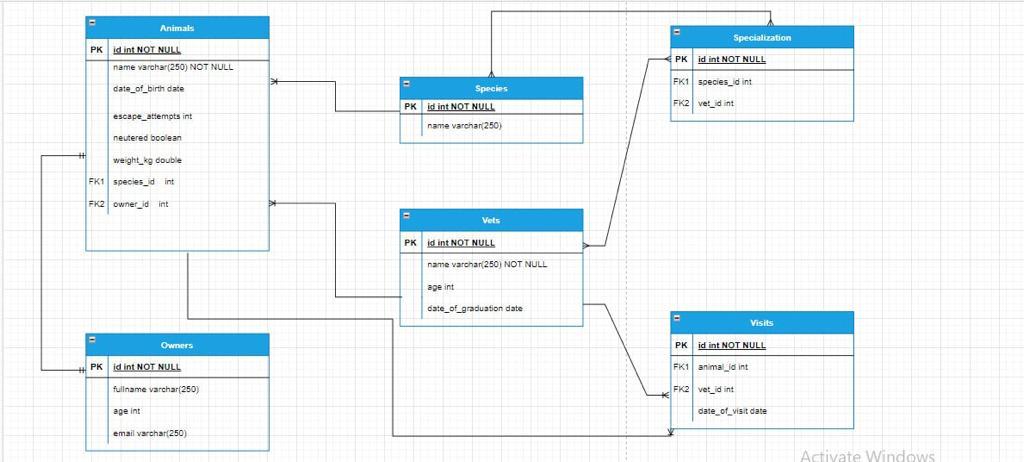 Animals
PK id int NOT NULL
name varchar(250) NOT NULL
date_of_birth date
escape_attempts int
neutered boolean
weight_kg double
FK1 species_id int
FK2 owner_id int
Species
PK id int NOT NULL
name varchar(250)
Specialization
PK id int NOT NULL
FK1 species_id int
FK2 vet_id int
Vets
PK id int NOT NULL
name varchar(250) NOT NULL
age int
date_of_graduation date
Owners
PK id int NOT NULL
fullname varchar(250)
age int
email varchar(250)
Visits
PK id int NOT NULL
FK1 animal_id int
FK2 vet_id int
date_of_visit date
Activate Windows